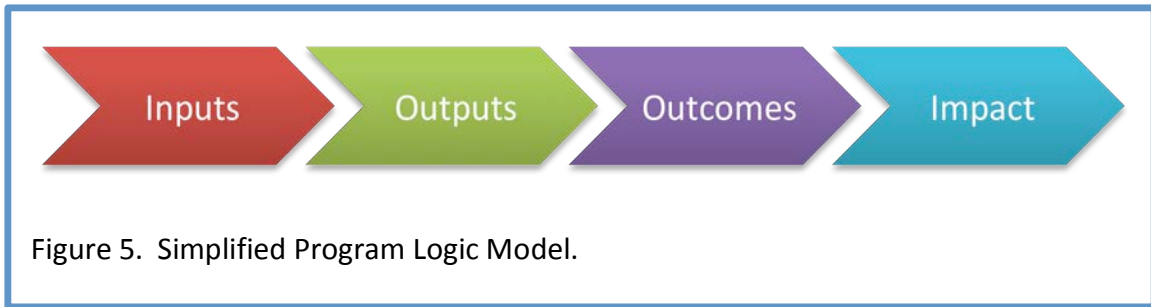 Inputs Outputs Outcomes Impact
Figure 5.  Simplified Program Logic Model.